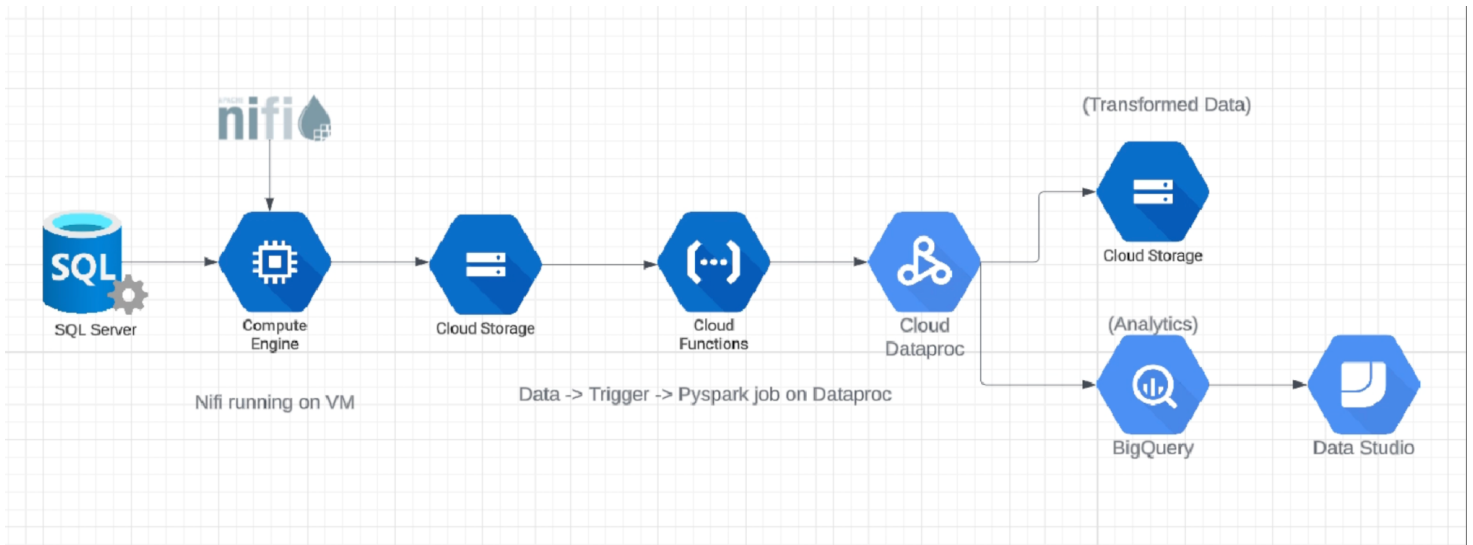 nifi
(Transformed Data)
SQL
SQL Server
Compute
Engine
Cloud Storage
Cloud
Functions
Cloud
Dataproc
Cloud Storage
(Analytics)
Nifi running on VM
Data -> Trigger -> Pyspark job on Dataproc
BigQuery
Data Studio